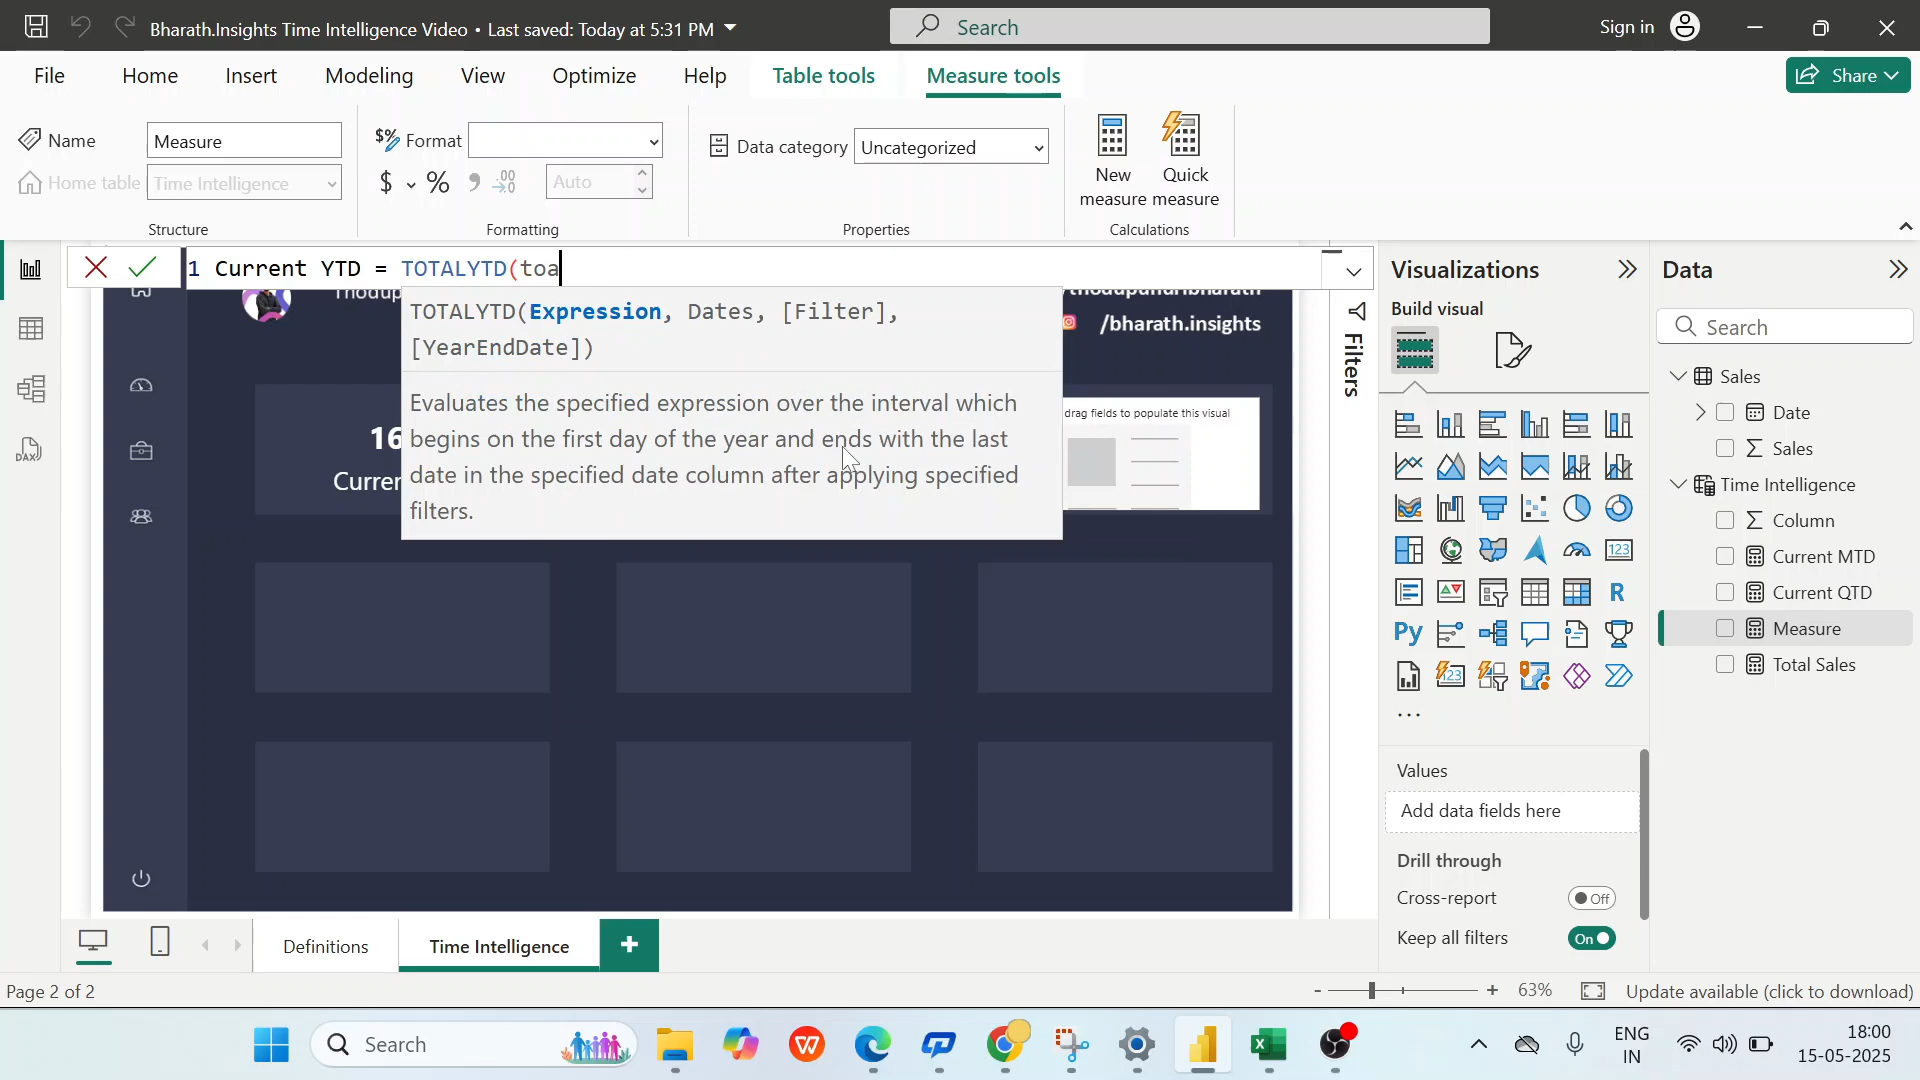 Bharath.Insights Time Intelligence Video • Last saved: Today at 5:31 PM
Search
Sign in
File
Home
Insert
Modeling
View
Optimize
Help
Table tools
Measure tools
Share
Name
Measure
Format
Data category
Uncategorized
New
measure
Quick
measure
Home table
Time Intelligence
$
%
Auto
Structure
Formatting
Properties
Calculations
1 Current YTD = TOTALYTD(toa
TOTALYTD(Expression, Dates, [Filter],
[YearEndDate])
Evaluates the specified expression over the interval which
begins on the first day of the year and ends with the last
date in the specified date column after applying specified
filters.
/bharath.insights
drag fields to populate this visual
16
Curren
Filters
Visualizations
Build visual
123
R
Py
123
Values
Add data fields here
Drill through
Cross-report
Off
Keep all filters
On
Data
Search
Sales
Date
Sales
Time Intelligence
Column
Current MTD
Current QTD
Measure
Total Sales
DAX
Definitions
Time Intelligence
Page 2 of 2
63%
Update available (click to download)
Search
ENG
IN
18:00
15-05-2025